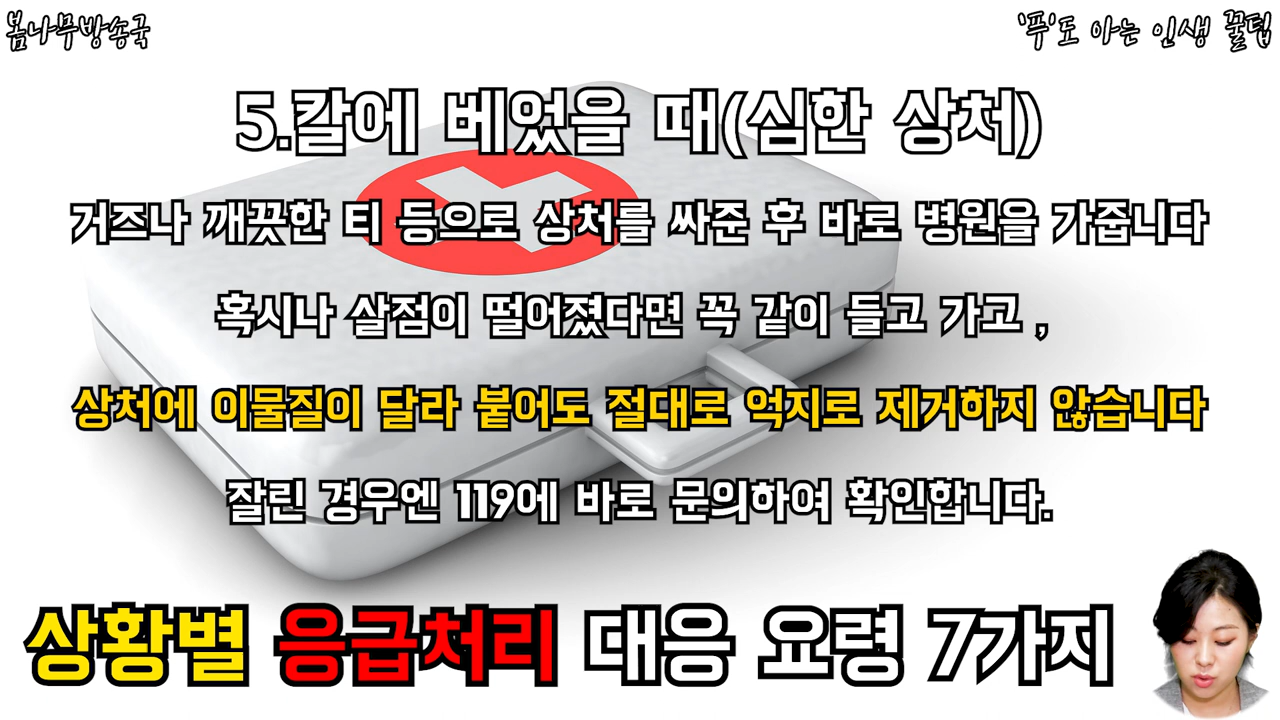 봄나무방송국
'푸'도 아는 인생 꿀팁
5.칼에 베었을 때(심한 상처)
거즈나 깨끗한 티 등으로 상처를 싸준 후 바로 병원을 가줍니다
혹시나 살점이 떨어졌다면 꼭 같이 들고 가고 ,
상처에 이물질이 달라 붙어도 절대로 억지로 제거하지 않습니다
잘린 경우엔 119에 바로 문의하여 확인합니다.
상황별 응급처리 대응 요령 7가지